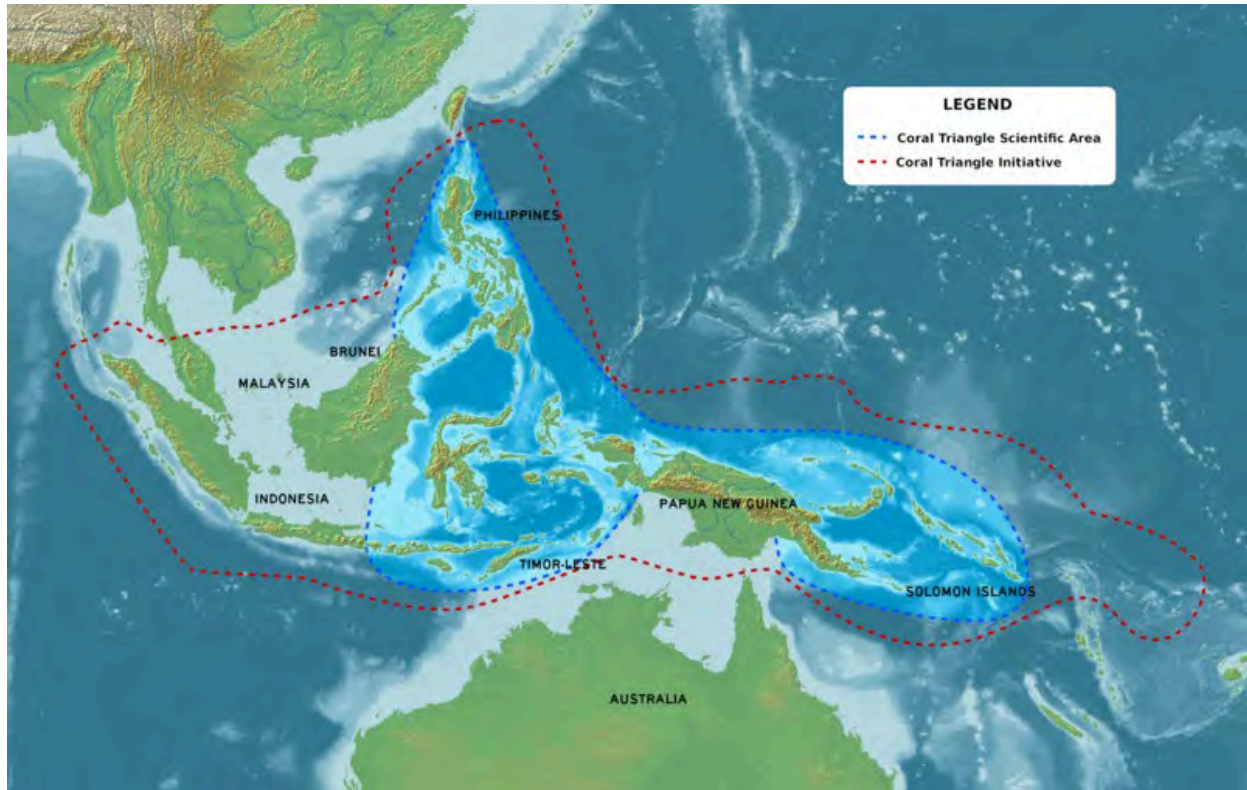 LEGEND
Coral Triangle Scientific Area
Coral Triangle Initiative
PHILIPPINES
BRUNEI
MALAYSIA
INDONESIA
PAPUA NEW GUINEA
TIMOR-LESTE
SOLOMON ISLANDS
AUSTRALIA